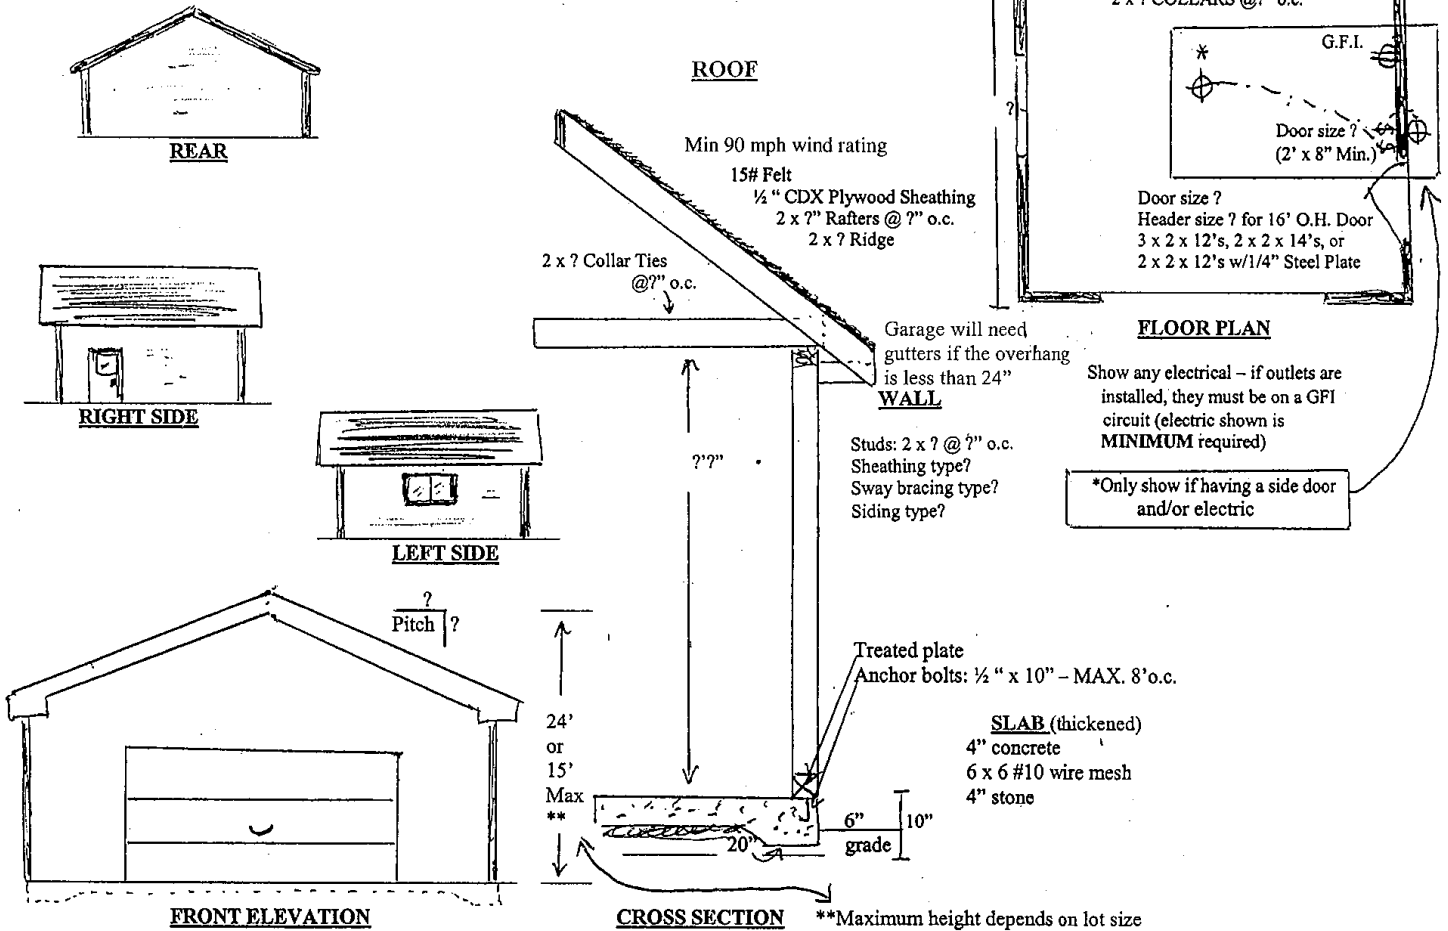 2 x ? COLLARS @?" o.c.
G.F.I.
*
?
Door size ?
(2' x 8" Min.)
$
$
Door size ?
Header size ? for 16' O.H. Door
3 x 2 x 12's, 2 x 2 x 14's, or
2 x 2 x 12's w/1/4" Steel Plate
FLOOR PLAN
Show any electrical – if outlets are
installed, they must be on a GFI
circuit (electric shown is
MINIMUM required)
*Only show if having a side door
and/or electric
REAR
RIGHT SIDE
LEFT SIDE
ROOF
Min 90 mph wind rating
15# Felt
½ " CDX Plywood Sheathing
2 x ?" Rafters @ ?" o.c.
2 x ? Ridge
2 x ? Collar Ties
@?" o.c.
Garage will need
gutters if the overhang
is less than 24"
WALL
Studs: 2 x ? @ ?" o.c.
Sheathing type?
Sway bracing type?
Siding type?
?'?"
Treated plate
Anchor bolts: ½ " x 10" – MAX. 8'o.c.
SLAB (thickened)
4" concrete
6 x 6 #10 wire mesh
4" stone
6"
10"
grade
20"
?
Pitch ?
24'
or
15'
Max
**
FRONT ELEVATION
CROSS SECTION
**Maximum height depends on lot size